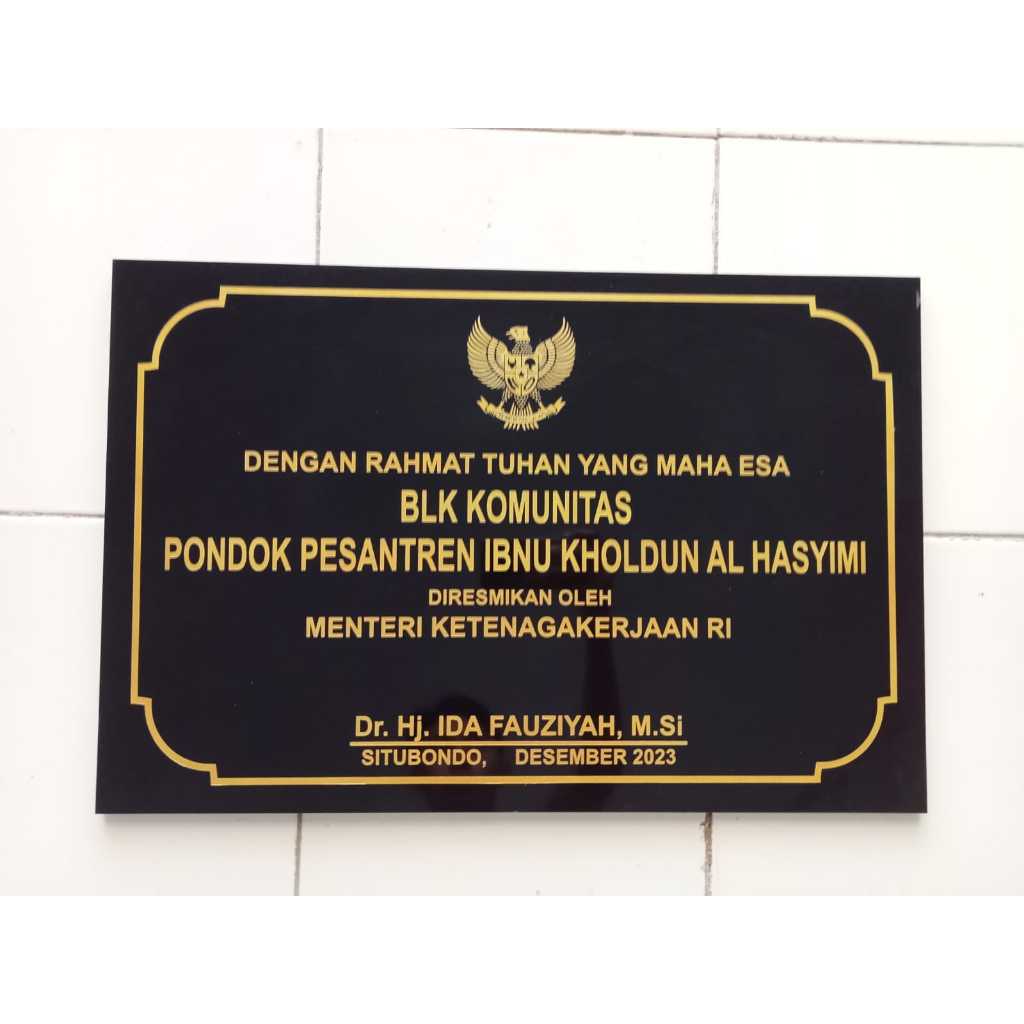 DENGAN RAHMAT TUHAN YANG MAHA ESA
BLK KOMUNITAS
PONDOK PESANTREN IBNU KHOLDUN AL HASYIMI
DIRESMIKAN OLEH
MENTERI KETENAGAKERJAAN RI
Dr. Hj. IDA FAUZIYAH, M.Si
SITUBONDO, DESEMBER 2023